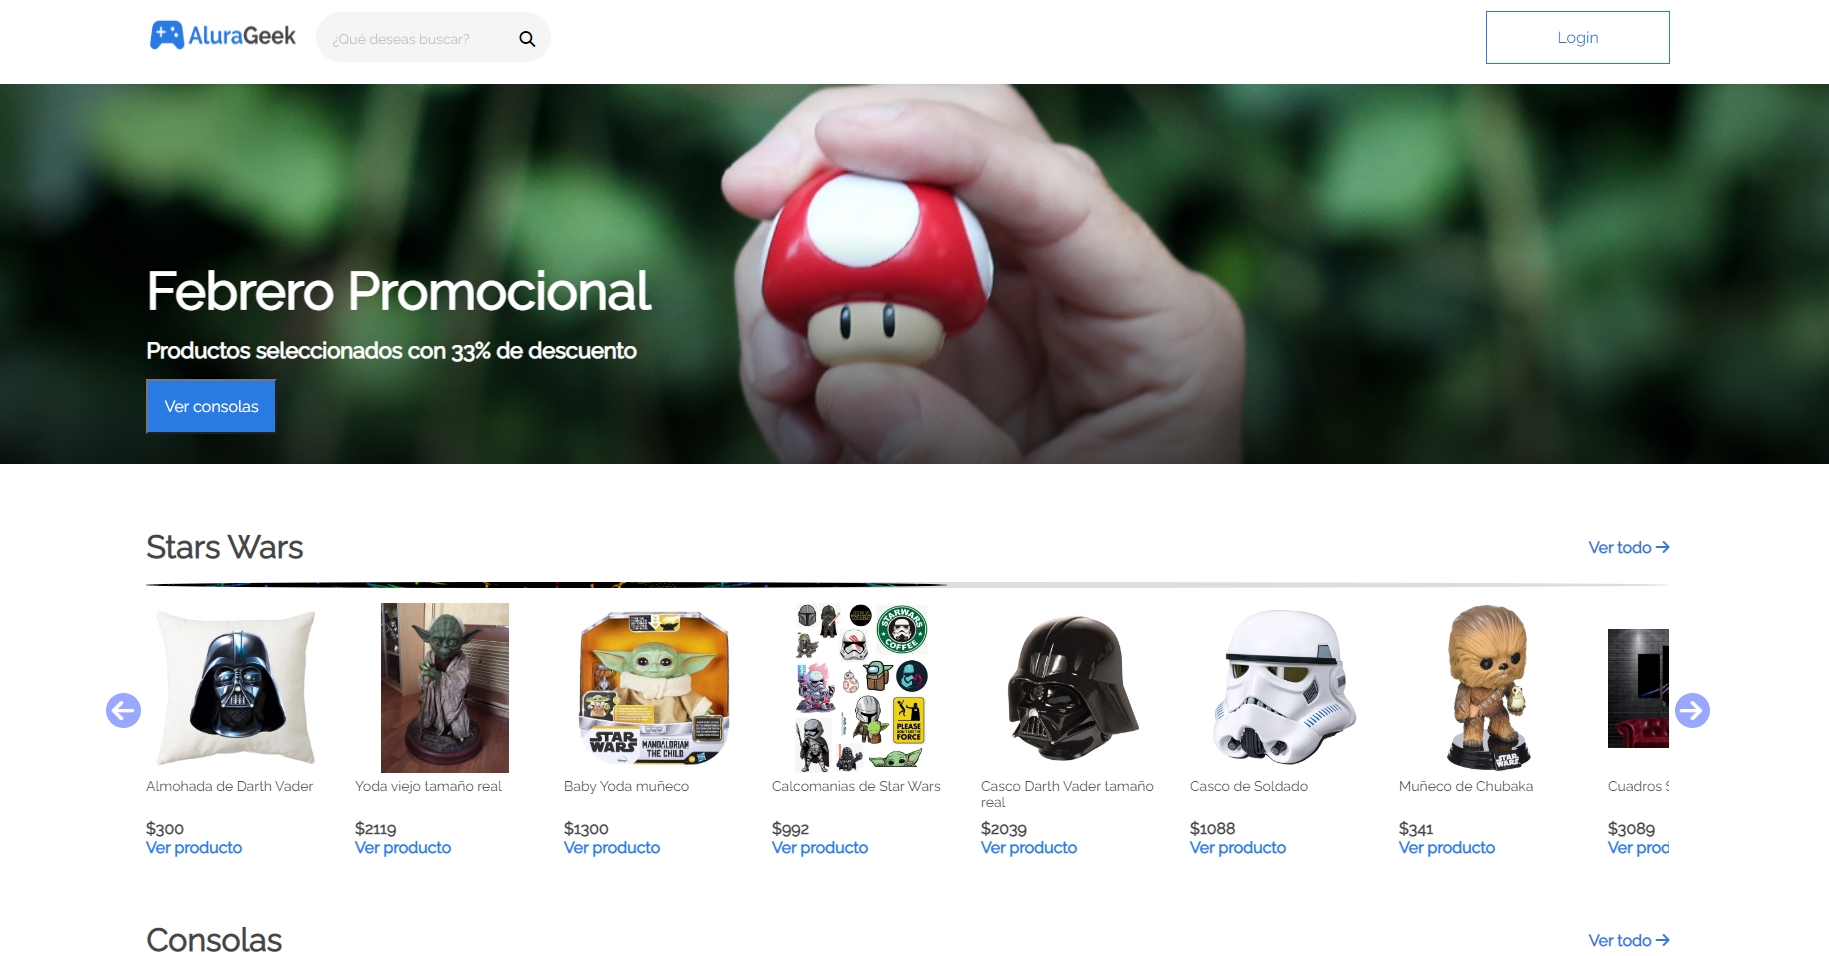 AluraGeek
¿Qué deseas buscar?
Login
Febrero Promocional
Productos seleccionados con 33% de descuento
Ver consolas
Stars Wars
Ver todo →
STARWARS
COFFEE
PLEASE
DON'T USE THE
FORCE
STAR
WARS
MANDALORIAN
THE CHILD
STAR
WARS
Almohada de Darth Vader
Yoda viejo tamaño real
Baby Yoda muñeco
Calcomanias de Star Wars
Casco Darth Vader tamaño
real
Casco de Soldado
Muñeco de Chubaka
Cuadros S
$300
$2119
$1300
$992
$2039
$1088
$341
$3089
Ver producto
Ver producto
Ver producto
Ver producto
Ver producto
Ver producto
Ver producto
Ver prod
Consolas
Ver todo →